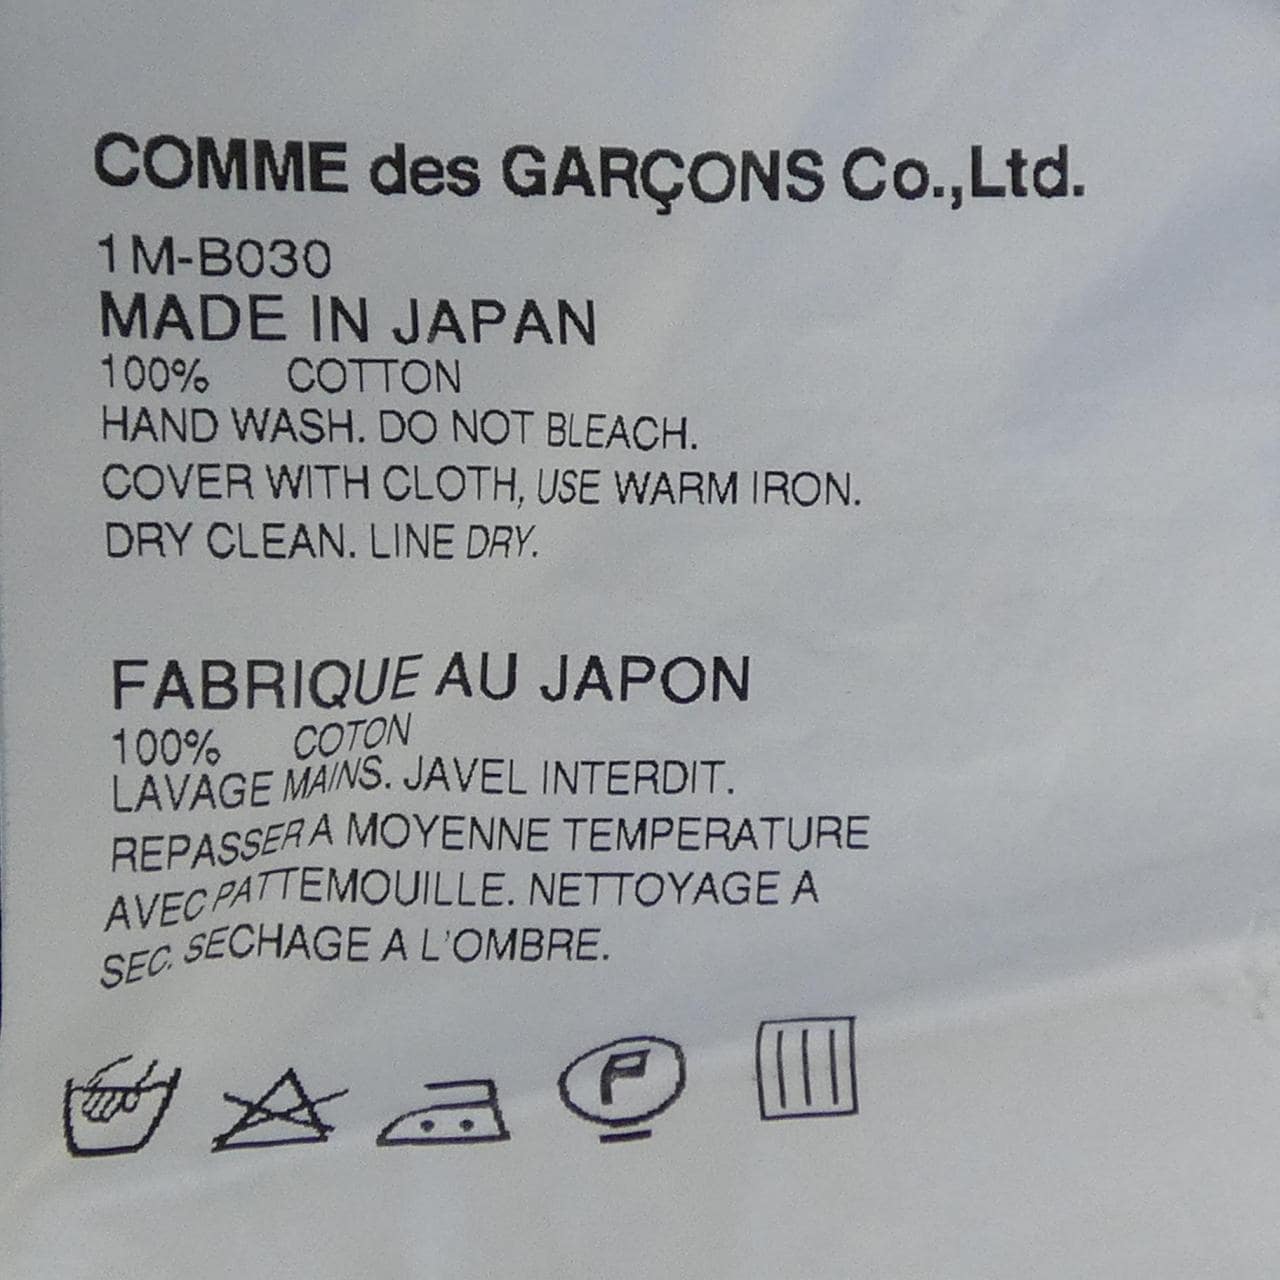 COMME des GARÇONS Co.,Ltd.
1M-B030
MADE IN JAPAN
100% COTTON
HAND WASH. DO NOT BLEACH.
COVER WITH CLOTH, USE WARM IRON.
DRY CLEAN. LINE DRY.
FABRIQUE AU JAPON
100% COTON
LAVAGE MAINS. JAVEL INTERDIT.
REPASSER A MOYENNE TEMPERATURE
AVEC PATTEMOUILLE. NETTOYAGE A
SEC. SECHAGE A L'OMBRE.
P